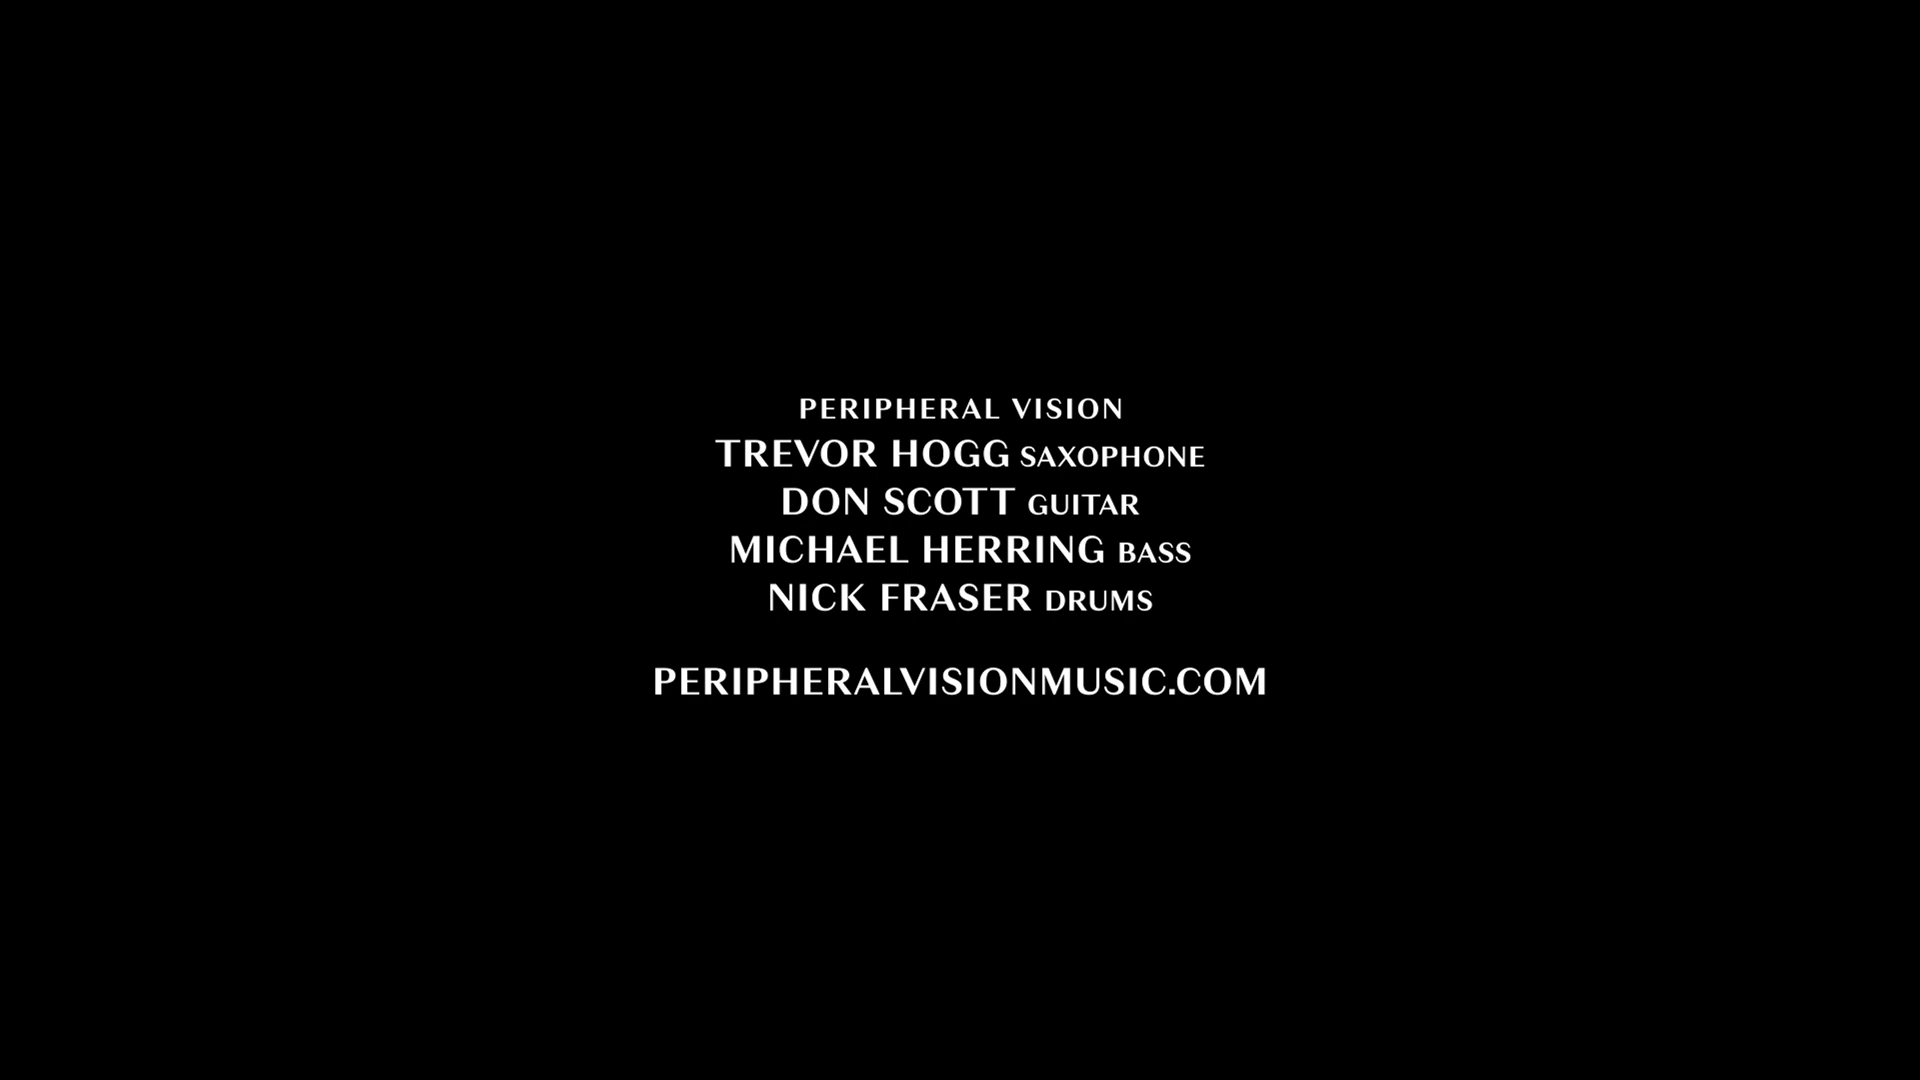 PERIPHERAL VISION
TREVOR HOGG SAXOPHONE
DON SCOTT GUITAR
MICHAEL HERRING BASS
NICK FRASER DRUMS
PERIPHERALVISIONMUSIC.COM